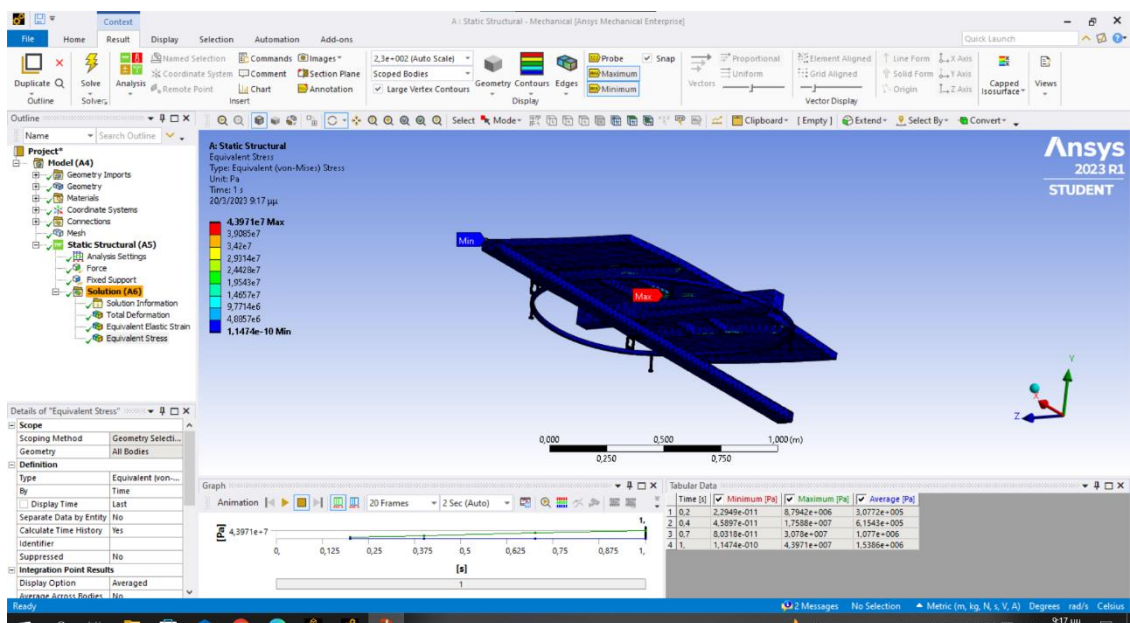 Context
A : Static Structural - Mechanical [Ansys Mechanical Enterprise]
File Home Result Display Selection Automation Add-ons
Quick Launch
Duplicate Q
Outline
Solve
Solver
Analysis
Named Selection
Coordinate System
Remote Point
Commands
Comment
Chart
Images
Section Plane
Annotation
Insert
2,3e+002 (Auto Scale)
Scoped Bodies
Large Vertex Contours
Geometry Contours Edges
Probe
Maximum
Minimum
Snap
Display
Vectors
Proportional
Uniform
Element Aligned
Grid Aligned
Line Form
Solid Form
Origin
X Axis
Y Axis
Z Axis
Vector Display
Capped
Isosurface
Views
Outline
Name
Search Outline
Select Mode
Clipboard [ Empty ] Extend Select By Convert
Project*
Model (A4)
Geometry Imports
Geometry
Materials
Coordinate Systems
Connections
Mesh
Static Structural (A5)
Analysis Settings
Force
Fixed Support
Solution (A6)
Solution Information
Total Deformation
Equivalent Elastic Strain
Equivalent Stress
A: Static Structural
Equivalent Stress
Type: Equivalent (von-Mises) Stress
Unit: Pa
Time: 1 s
20/3/2023 9:17 μμ
4,3971e7 Max
3,9085e7
3,42e7
2,9314e7
2,4428e7
1,9543e7
1,4657e7
9,7714e6
4,8857e6
1,1474e-10 Min
Min
Max
Ansys
2023 R1
STUDENT
Y
X
Z
0,000 0,500 1,000 (m)
0,250 0,750
Details of "Equivalent Stress"
Scope
Scoping Method Geometry Selecti...
Geometry All Bodies
Definition
Type Equivalent (von-...
By Time
Display Time Last
Separate Data by Entity No
Calculate Time History Yes
Identifier
Suppressed No
Integration Point Results
Display Option Averaged
Average Across Bodies No
Graph
Animation 20 Frames 2 Sec (Auto)
[Pa]
4,3971e+7
1,
0, 0,125 0,25 0,375 0,5 0,625 0,75 0,875 1,
[s]
1
Tabular Data
Time [s] Minimum [Pa] Maximum [Pa] Average [Pa]
1 0,2 2,2949e-011 8,7942e+006 3,0772e+005
2 0,4 4,5897e-011 1,7588e+007 6,1543e+005
3 0,7 8,0318e-011 3,078e+007 1,077e+006
4 1, 1,1474e-010 4,3971e+007 1,5386e+006
Ready
2 Messages No Selection Metric (m, kg, N, s, V, A) Degrees rad/s Celsius
9:17 μμ